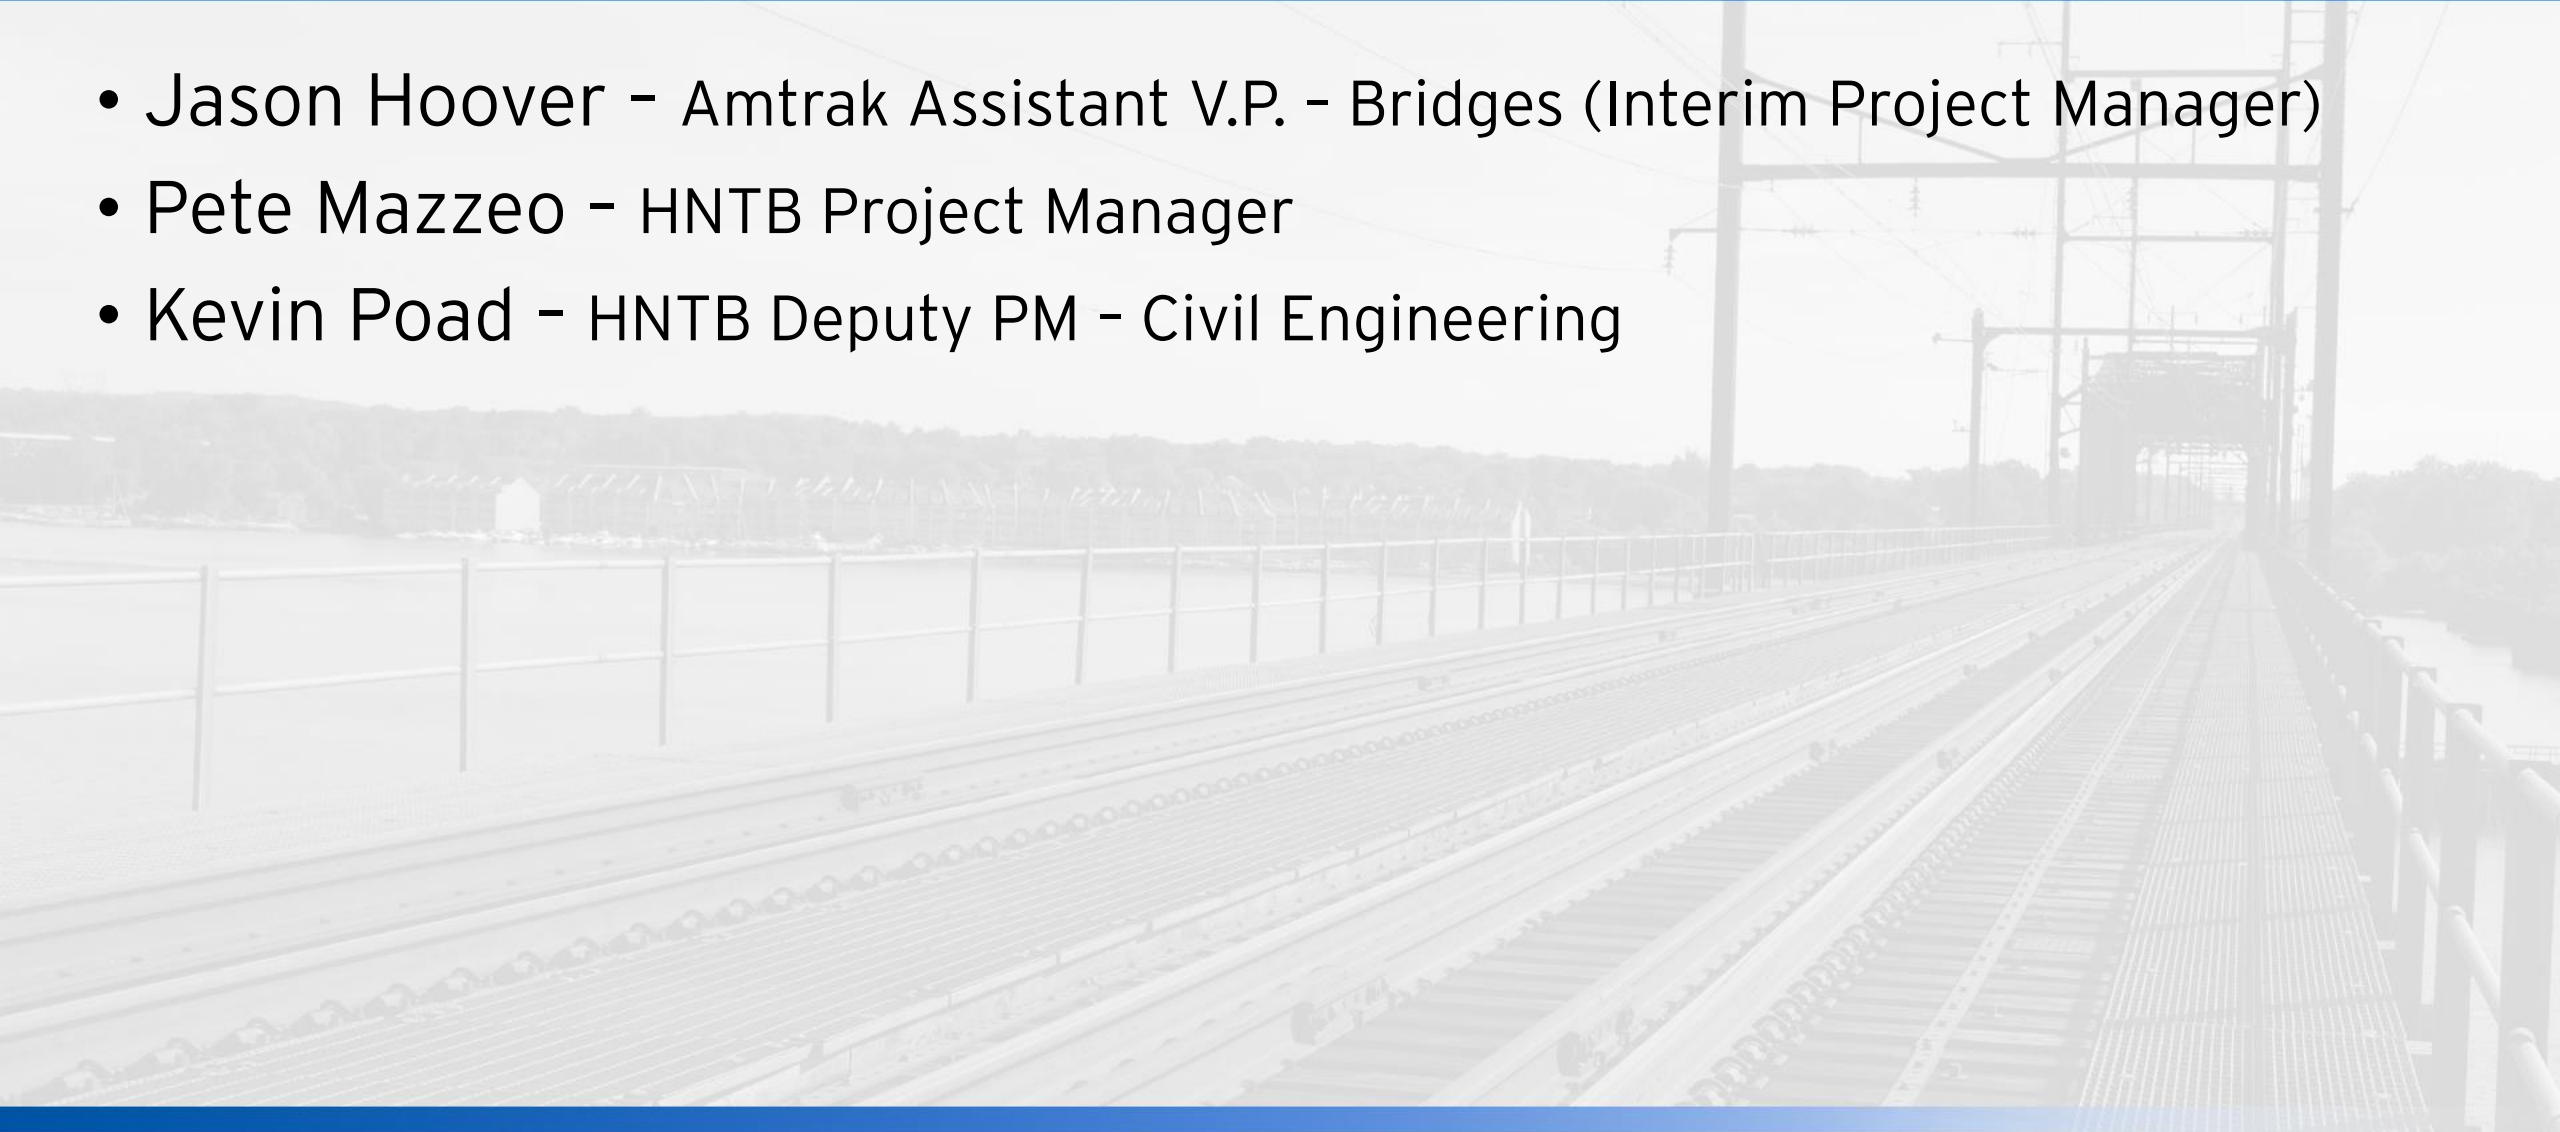 • Jason Hoover – Amtrak Assistant V.P. – Bridges (Interim Project Manager)
• Pete Mazzeo – HNTB Project Manager
• Kevin Poad – HNTB Deputy PM – Civil Engineering